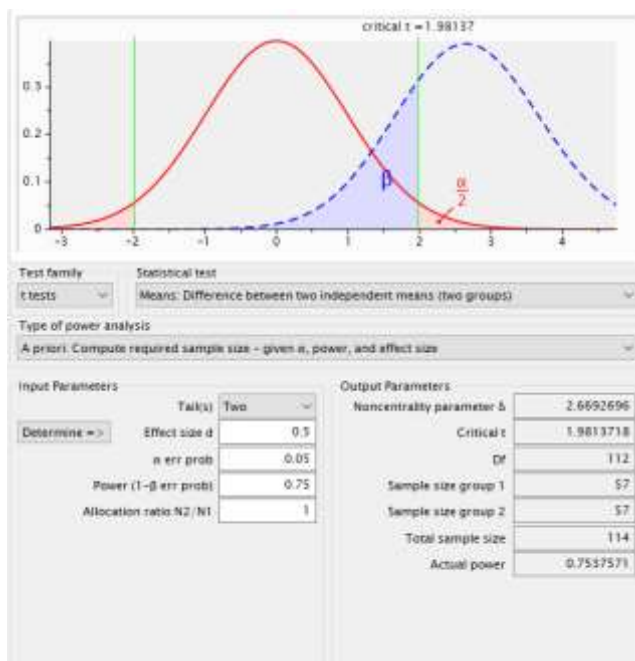 critical t = 1.98137
0.3
0.2
0.1
0
β
α
2
-3 -2 -1 0 1 2 3 4
Test family Statistical test
t tests Means: Difference between two independent means (two groups)
Type of power analysis
A priori: Compute required sample size – given α, power, and effect size
Input Parameters Output Parameters
Tail(s) Two Noncentrality parameter δ 2.6692696
Determine => Effect size d 0.5 Critical t 1.9813718
α err prob 0.05 Df 112
Power (1-β err prob) 0.75 Sample size group 1 57
Allocation ratio N2/N1 1 Sample size group 2 57
Total sample size 114
Actual power 0.7537571